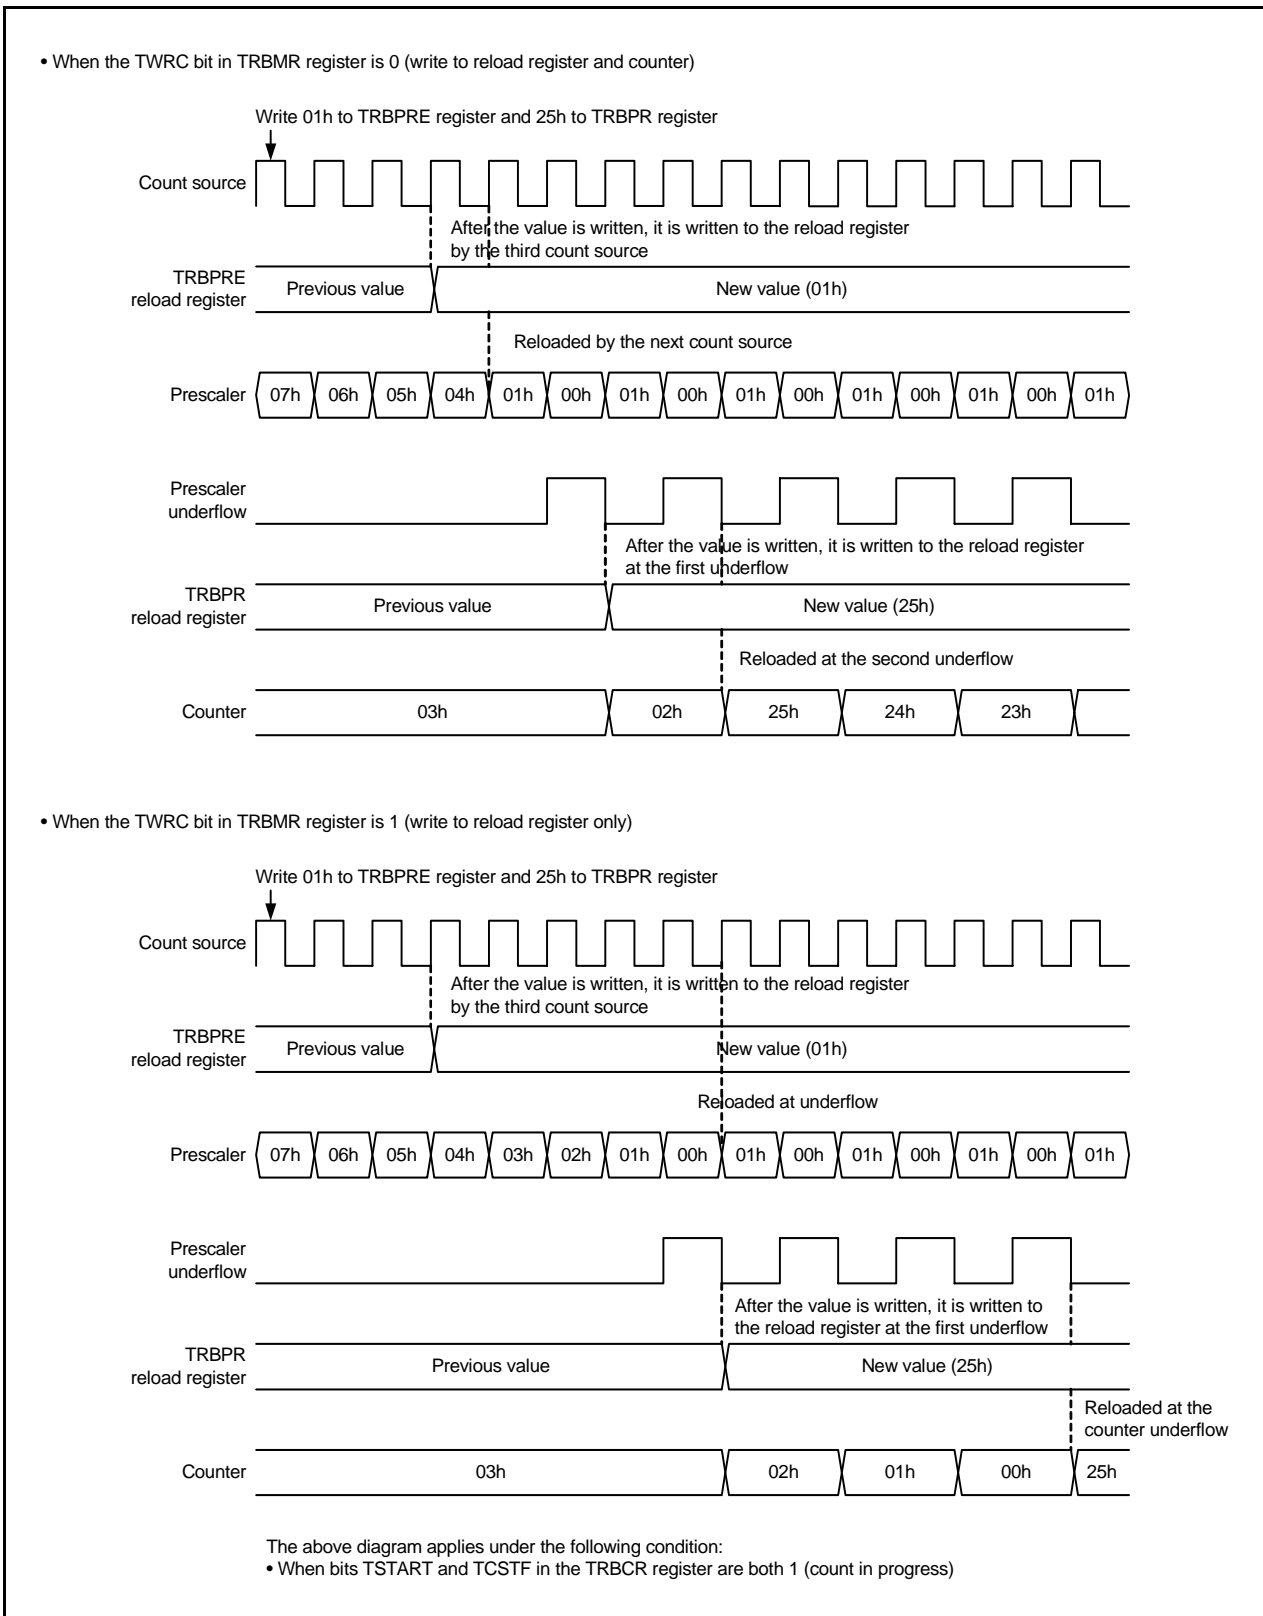 • When the TWRC bit in TRBMR register is 0 (write to reload register and counter)
Write 01h to TRBPRE register and 25h to TRBPR register
Count source
After the value is written, it is written to the reload register
by the third count source
TRBPRE
reload register
Previous value
New value (01h)
Reloaded by the next count source
Prescaler
07h 06h 05h 04h 01h 00h 01h 00h 01h 00h 01h 00h 01h 00h 01h
Prescaler
underflow
After the value is written, it is written to the reload register
at the first underflow
TRBPR
reload register
Previous value
New value (25h)
Reloaded at the second underflow
Counter
03h 02h 25h 24h 23h
• When the TWRC bit in TRBMR register is 1 (write to reload register only)
Write 01h to TRBPRE register and 25h to TRBPR register
Count source
After the value is written, it is written to the reload register
by the third count source
TRBPRE
reload register
Previous value
New value (01h)
Reloaded at underflow
Prescaler
07h 06h 05h 04h 03h 02h 01h 00h 01h 00h 01h 00h 01h 00h 01h
Prescaler
underflow
After the value is written, it is written to
the reload register at the first underflow
TRBPR
reload register
Previous value
New value (25h)
Reloaded at the
counter underflow
Counter
03h 02h 01h 00h 25h
The above diagram applies under the following condition:
• When bits TSTART and TCSTF in the TRBCR register are both 1 (count in progress)